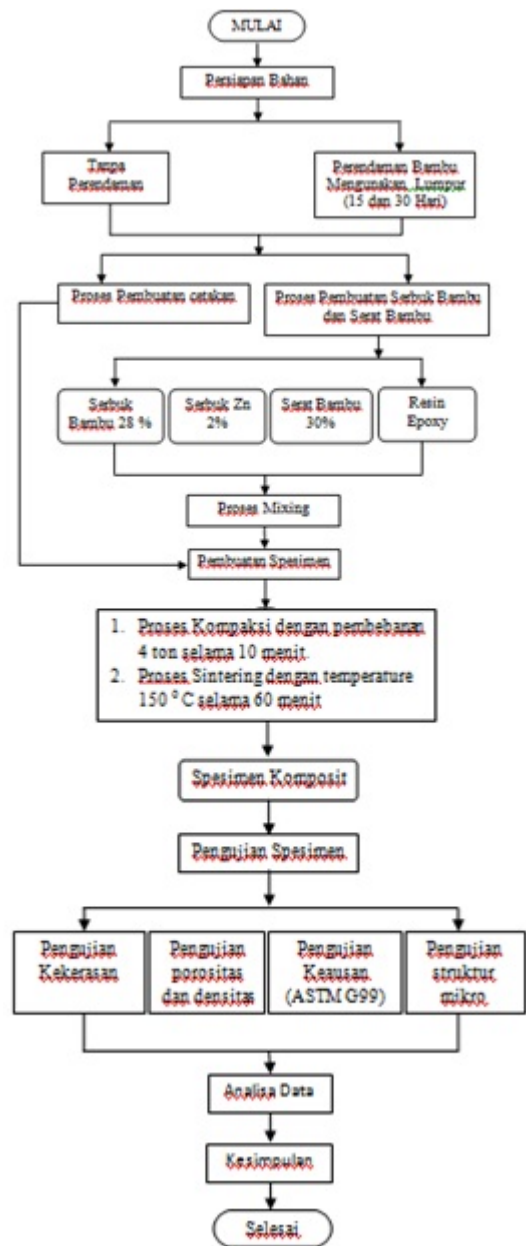 MULAI
Persiapan Bahan
Tanpa
Perendaman
Perendaman Bambu
Mengunakan Lumpur
(15 dan 30 Hari)
Proses Pembuatan cetakan
Proses Pembuatan Serbuk Bambu
dan Serat Bambu
Serbuk
Bambu 28 %
Serbuk Zn
2%
Serat Bambu
30%
Resin
Epoxy
Proses Mixing
Pembuatan Spesimen
1. Proses Kompaksi dengan pembebanan
4 ton selama 10 menit.
2. Proses Sintering dengan temperature
150 ⁰ C selama 60 menit
Spesimen Komposit
Pengujian Spesimen
Pengujian
Kekerasan
Pengujian
porositas
dan densitas
Pengujian
Keausan
(ASTM G99)
Pengujian
struktur
mikro
Analisa Data
Kesimpulan
Selesai